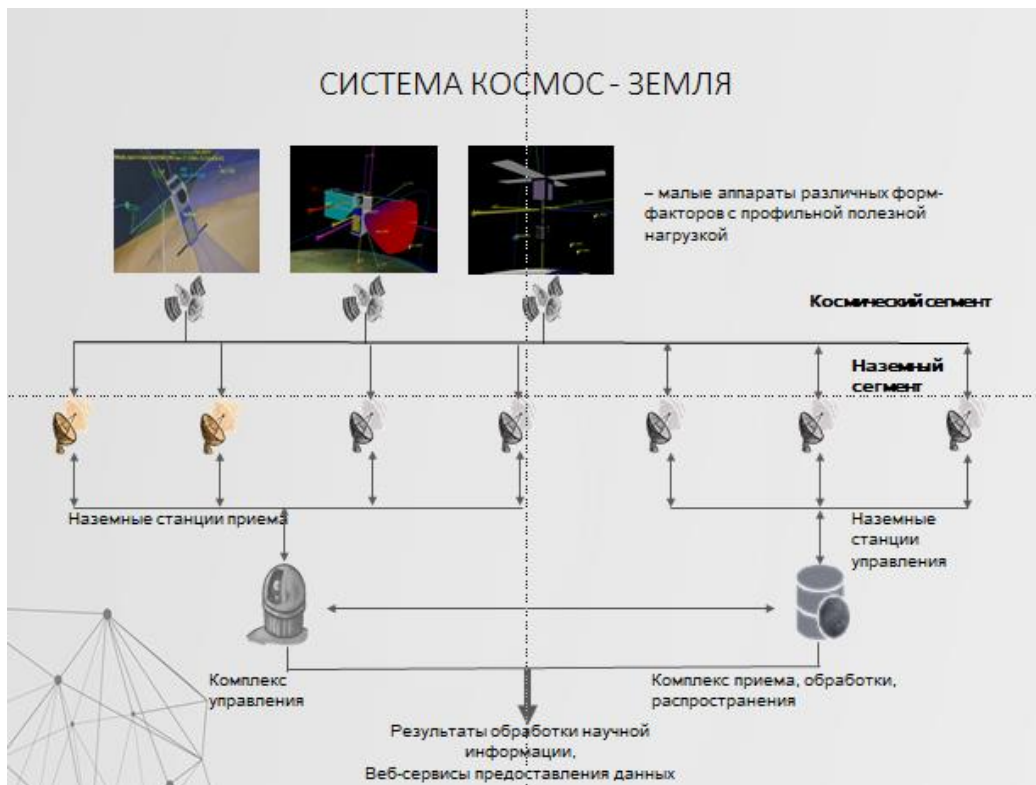 СИСТЕМА КОСМОС - ЗЕМЛЯ
– малые аппараты различных форм-
факторов с профильной полезной
нагрузкой
Космический сегмент
Наземный
сегмент
Наземные станции приема
Наземные
станции
управления
Комплекс
управления
Комплекс приема, обработки,
распространения
Результаты обработки научной
информации,
Веб-сервисы предоставления данных